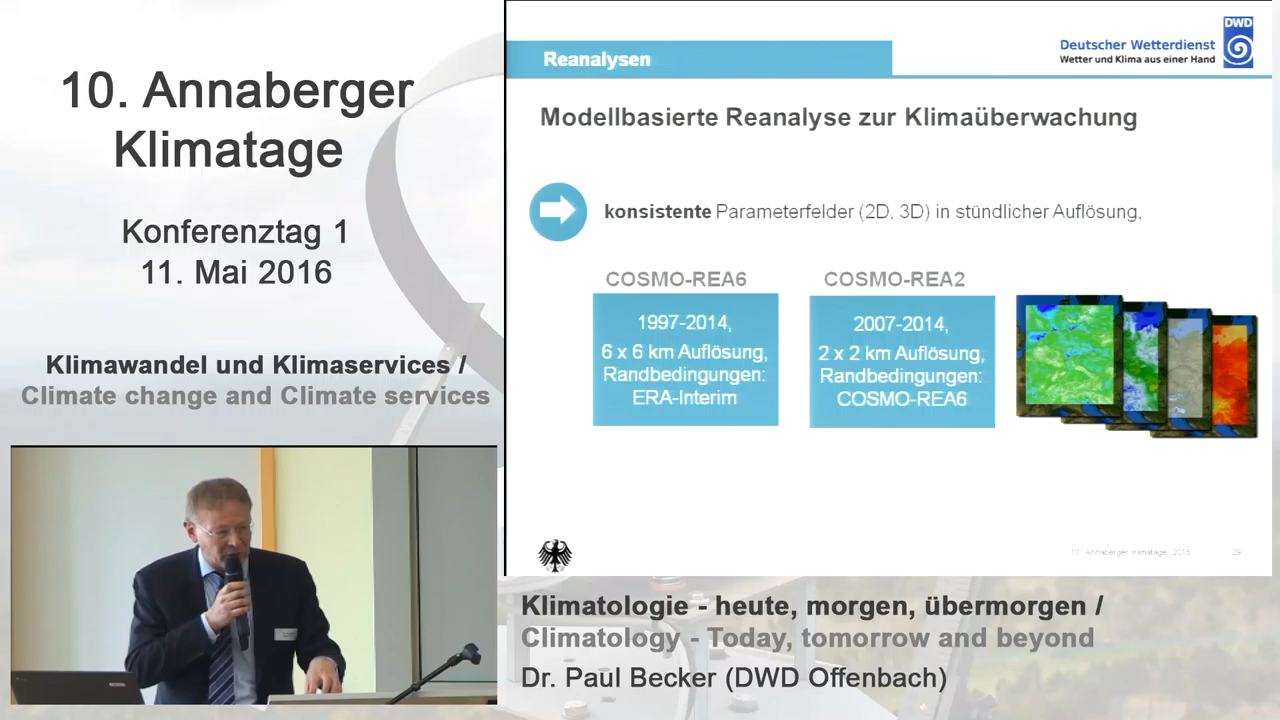 10. Annaberger
Klimatage
Konferenztag 1
11. Mai 2016
Klimawandel und Klimaservices /
Climate change and Climate services
Reanalysen
DWD
Deutscher Wetterdienst
Wetter und Klima aus einer Hand
Modellbasierte Reanalyse zur Klimaüberwachung
konsistente Parameterfelder (2D, 3D) in stündlicher Auflösung,
COSMO-REA6
1997-2014,
6 x 6 km Auflösung,
Randbedingungen:
ERA-Interim
COSMO-REA2
2007-2014,
2 x 2 km Auflösung,
Randbedingungen:
COSMO-REA6
10. Annaberger Klimatage 2016
29
Klimatologie - heute, morgen, übermorgen /
Climatology - Today, tomorrow and beyond
Dr. Paul Becker (DWD Offenbach)